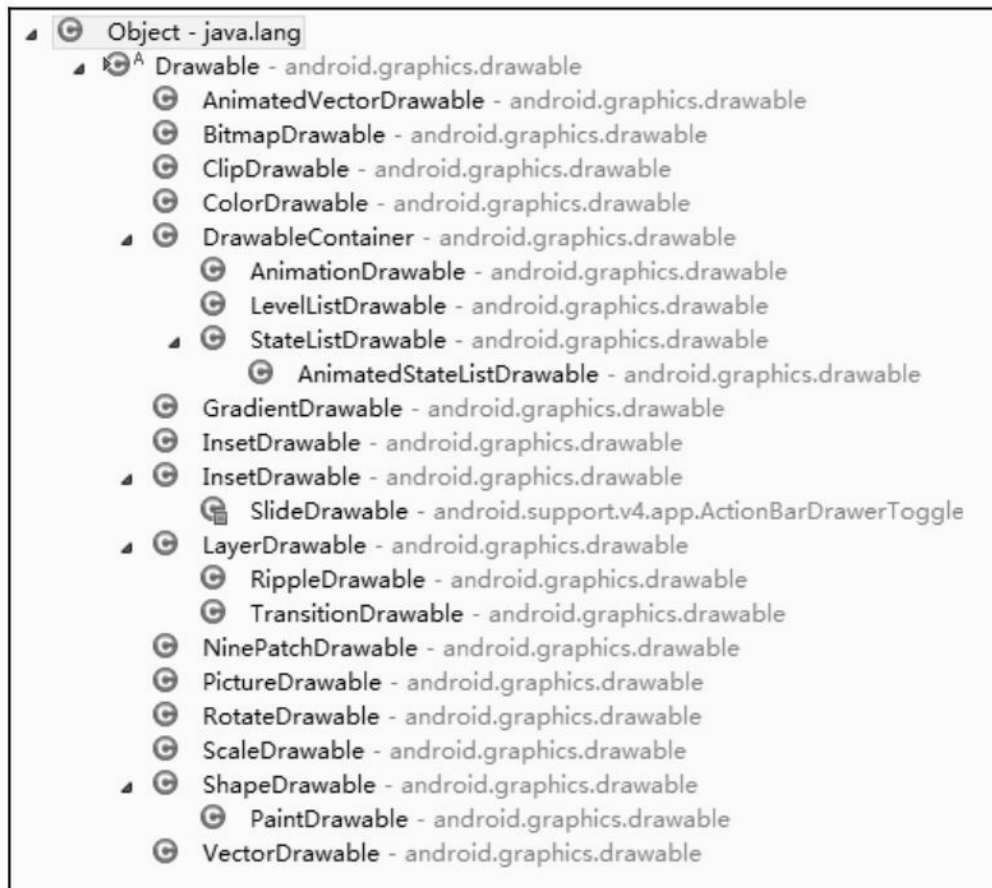 Object - java.lang
Drawable - android.graphics.drawable
AnimatedVectorDrawable - android.graphics.drawable
BitmapDrawable - android.graphics.drawable
ClipDrawable - android.graphics.drawable
ColorDrawable - android.graphics.drawable
DrawableContainer - android.graphics.drawable
AnimationDrawable - android.graphics.drawable
LevelListDrawable - android.graphics.drawable
StateListDrawable - android.graphics.drawable
AnimatedStateListDrawable - android.graphics.drawable
GradientDrawable - android.graphics.drawable
InsetDrawable - android.graphics.drawable
InsetDrawable - android.graphics.drawable
SlideDrawable - android.support.v4.app.ActionBarDrawerToggle
LayerDrawable - android.graphics.drawable
RippleDrawable - android.graphics.drawable
TransitionDrawable - android.graphics.drawable
NinePatchDrawable - android.graphics.drawable
PictureDrawable - android.graphics.drawable
RotateDrawable - android.graphics.drawable
ScaleDrawable - android.graphics.drawable
ShapeDrawable - android.graphics.drawable
PaintDrawable - android.graphics.drawable
VectorDrawable - android.graphics.drawable